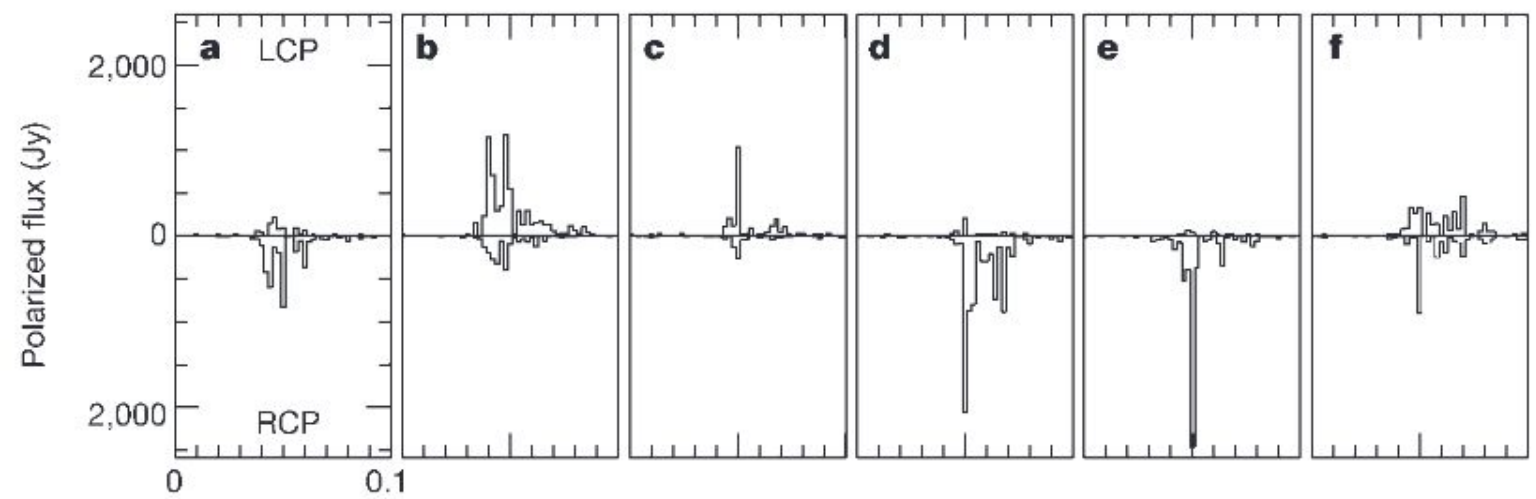 a LCP b c d e f
2,000
Polarized flux (Jy)
0
2,000
RCP
0 0.1